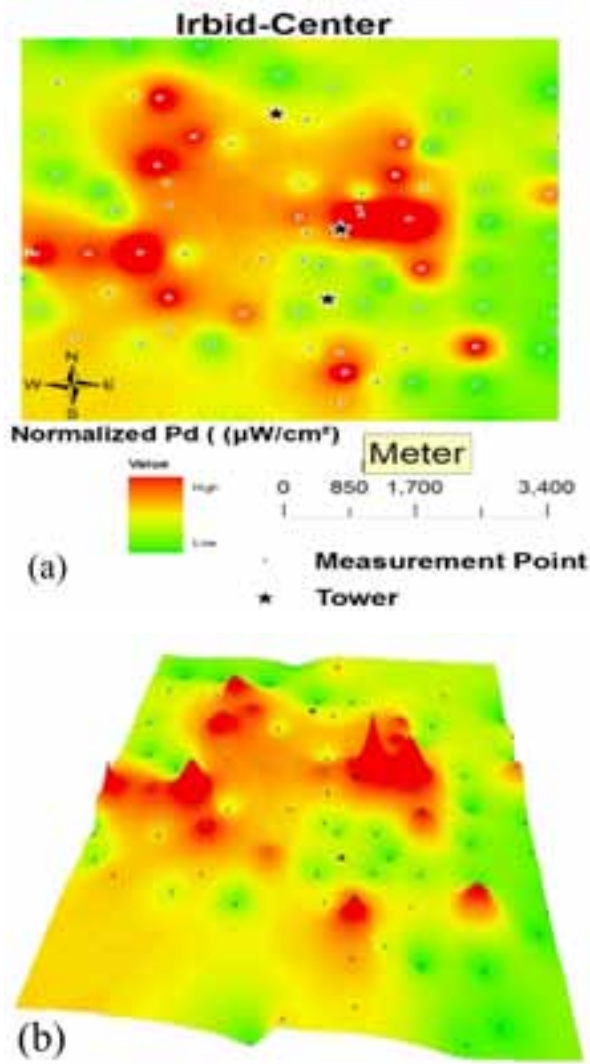 Irbid-Center
N
W E
S
Normalized Pd ( (µW/cm²)
Meter
Value
High
Low
0 850 1,700 3,400
(a)
Measurement Point
Tower
(b)